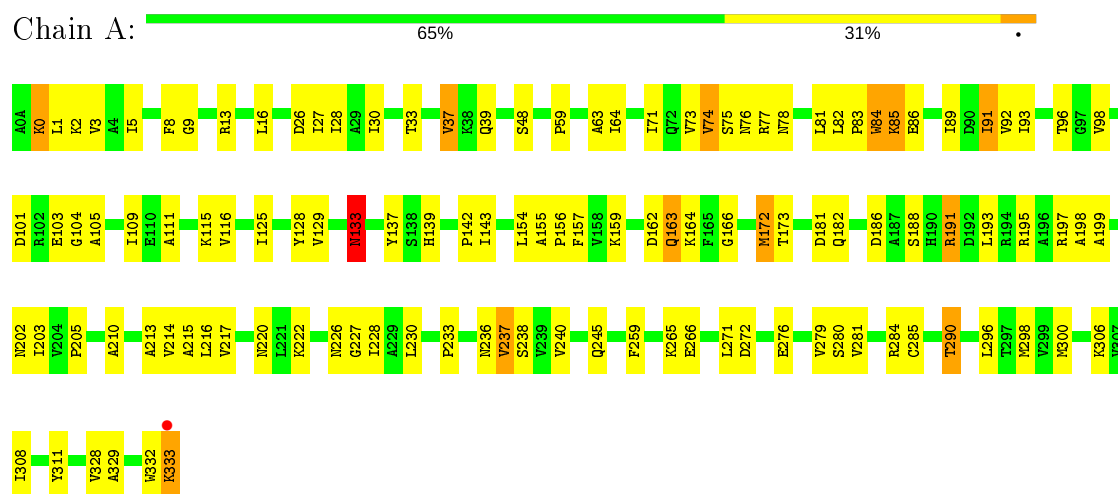 Chain A:
65% 31% •
A0A K0 L1 K2 V3 A4 I5 F8 G9 R13 L16 D26 I27 I28 A29 I30 T33 V37 K38 Q39 S48 P59 A63 I64 I71 Q72 V73 V74 S75 N76 R77 N78 L81 L82 P83 W84 K85 E86 I89 D90 I91 V92 I93 T96 G97 V98
D101 R102 E103 G104 A105 I109 E110 A111 K115 V116 I125 Y128 V129 N133 Y137 S138 H139 P142 I143 L154 A155 P156 F157 V158 K159 D162 Q163 K164 F165 G166 M172 T173 D181 Q182 D186 A187 S188 H190 R191 D192 L193 R194 R195 A196 R197 A198 A199
N202 I203 V204 P205 A210 A213 V214 A215 L216 V217 N220 L221 K222 N226 G227 I228 A229 L230 P233 N236 V237 S238 V239 V240 Q245 F259 K265 E266 L271 D272 E276 V279 S280 V281 R284 C285 T290 L296 T297 M298 V299 M300 K306 V307
I308 Y311 V328 A329 W332 K333